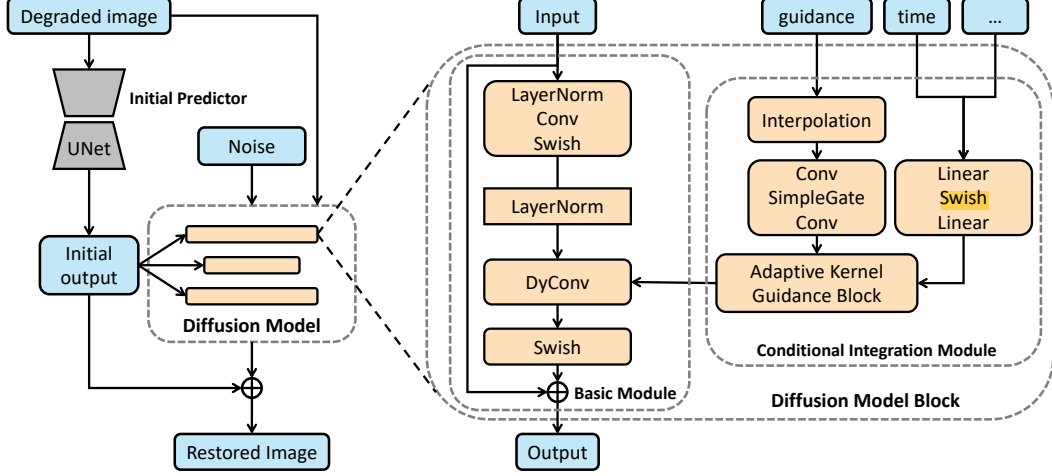 Degraded image
Initial Predictor
UNet
Noise
Initial
output
Diffusion Model
Restored Image
Input
LayerNorm
Conv
Swish
LayerNorm
DyConv
Swish
Basic Module
Output
guidance
time
...
Interpolation
Conv
SimpleGate
Conv
Linear
Swish
Linear
Adaptive Kernel
Guidance Block
Conditional Integration Module
Diffusion Model Block